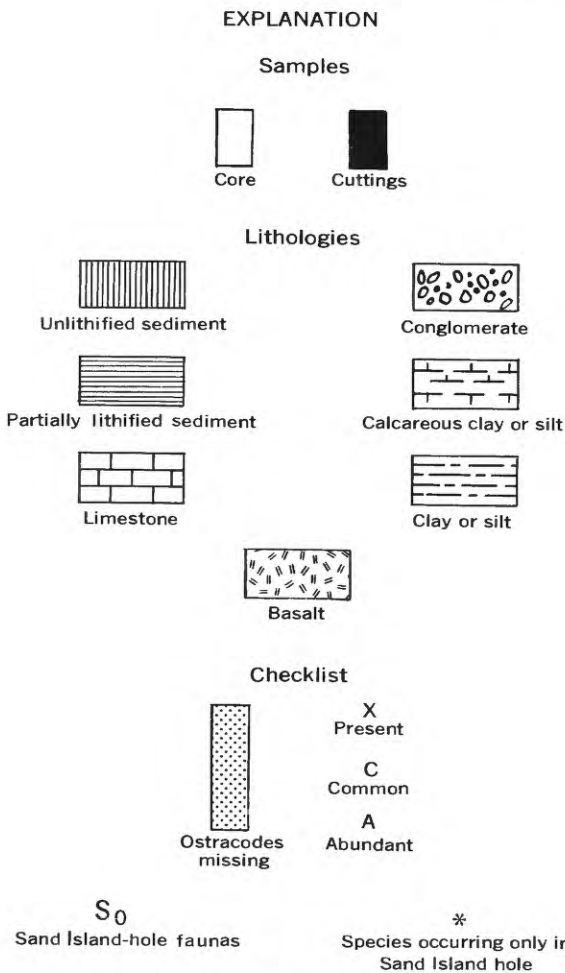 EXPLANATION
Samples
Core
Cuttings
Lithologies
Unlithified sediment
Conglomerate
Partially lithified sediment
Calcareous clay or silt
Limestone
Clay or silt
Basalt
Checklist
X
Present
C
Common
A
Abundant
Ostracodes
missing
S0
Sand Island-hole faunas
*
Species occurring only in
Sand Island hole